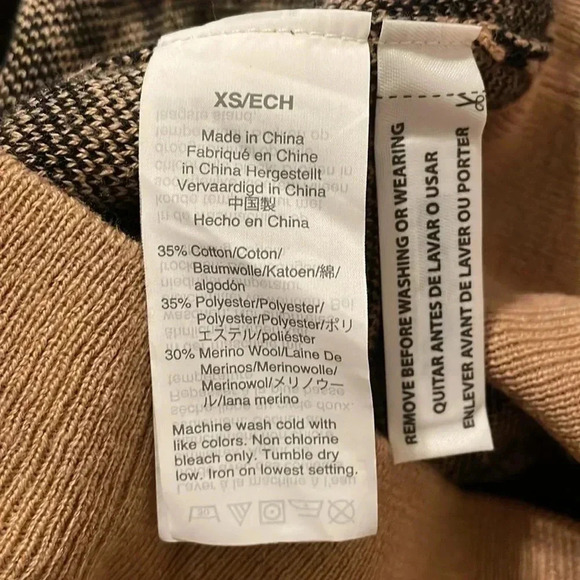 XS/ECH
Made in China
Fabriqué en Chine
in China Hergestellt
Vervaardigd in China
中国製
Hecho en China
35% Cotton/Coton/
Baumwolle/Katoen/綿/
algodón
35% Polyester/Polyester/
Polyester/Polyester/ポリ
エステル/poliéster
30% Merino Wool/Laine De
Merinos/Merinowolle/
Merinowol/メリノウー
ル/lana merino
Machine wash cold with
like colors. Non chlorine
bleach only. Tumble dry
low. Iron on lowest setting.
REMOVE BEFORE WASHING OR WEARING
QUITAR ANTES DE LAVAR O USAR
ENLEVER AVANT DE LAVER OU PORTER